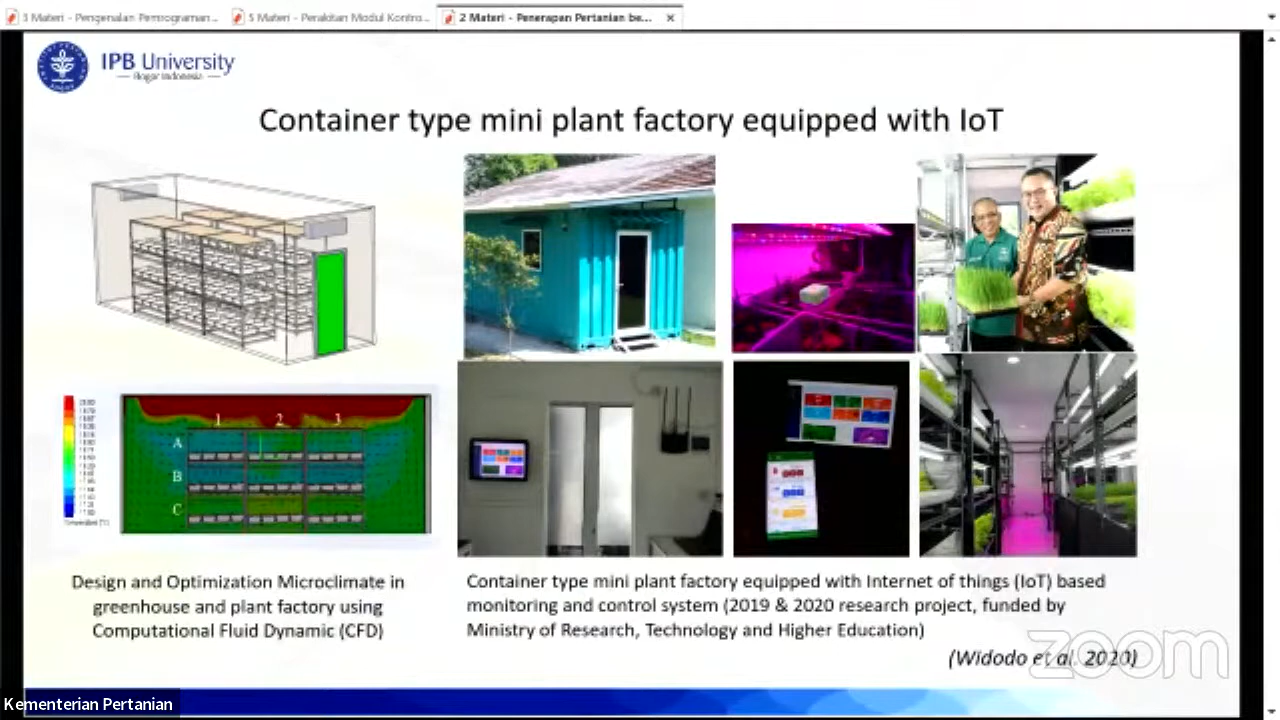 3 Materi - Pengenalan Pemrograman...
5 Materi - Perakitan Modul Kontro...
2 Materi - Penerapan Pertanian be...
IPB University
Bogor Indonesia
Container type mini plant factory equipped with IoT
1 2 3
A
B
C
Design and Optimization Microclimate in
greenhouse and plant factory using
Computational Fluid Dynamic (CFD)
Container type mini plant factory equipped with Internet of things (IoT) based
monitoring and control system (2019 & 2020 research project, funded by
Ministry of Research, Technology and Higher Education)
(Widodo et al. 2020)
zoom
Kementerian Pertanian